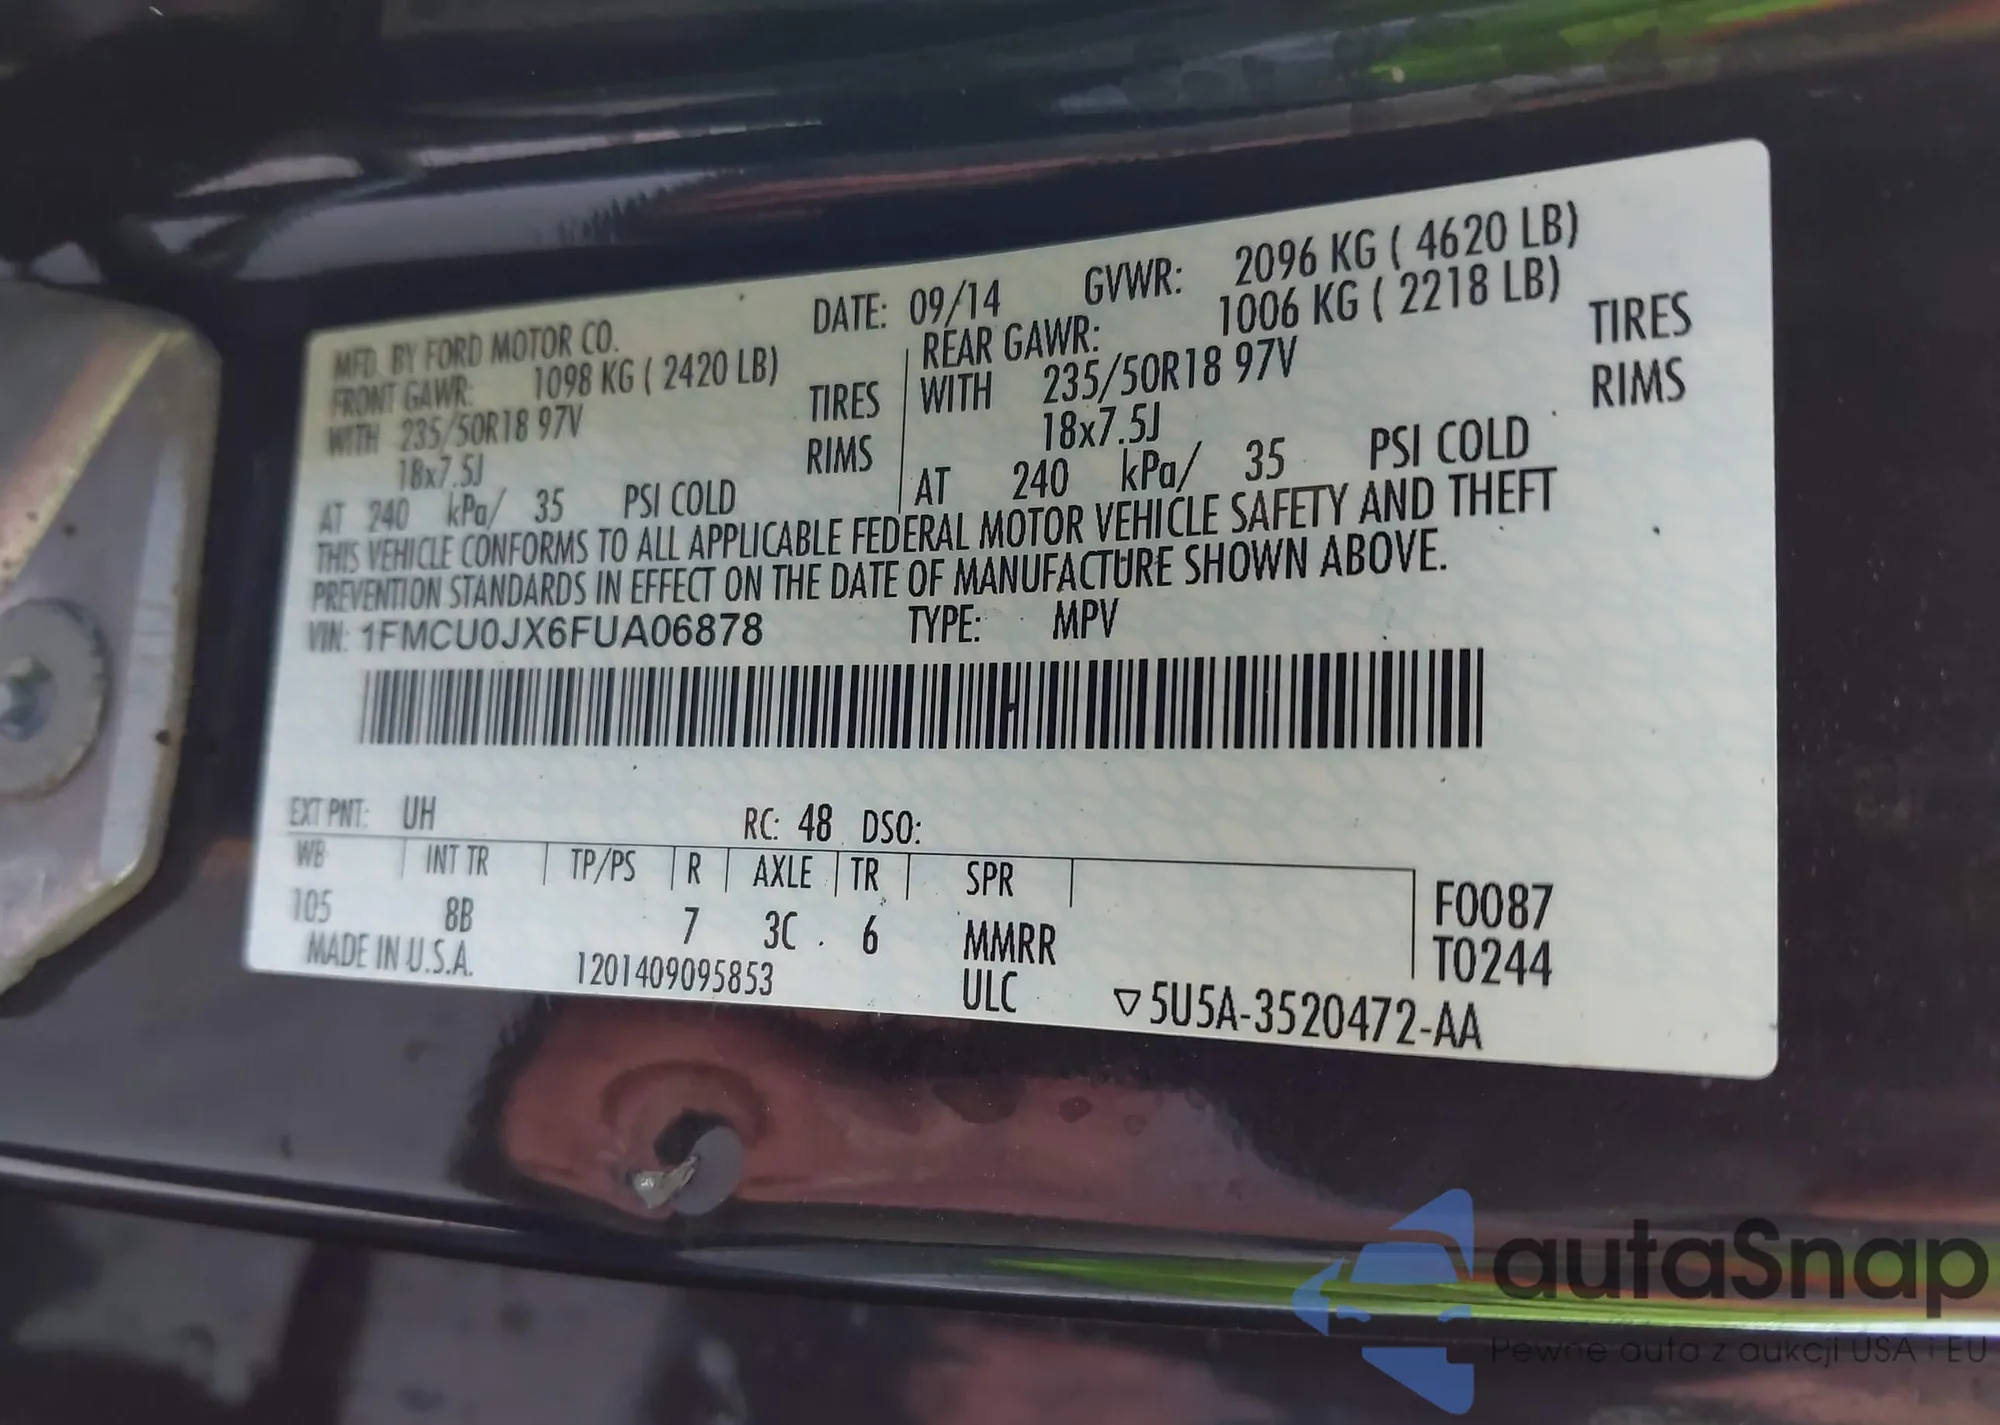 MFD. BY FORD MOTOR CO. DATE: 09/14 GVWR: 2096 KG ( 4620 LB)
FRONT GAWR: 1098 KG ( 2420 LB) REAR GAWR: 1006 KG ( 2218 LB)
WITH 235/50R18 97V TIRES WITH 235/50R18 97V TIRES
18x7.5J RIMS 18x7.5J RIMS
AT 240 kPa/ 35 PSI COLD AT 240 kPa/ 35 PSI COLD
THIS VEHICLE CONFORMS TO ALL APPLICABLE FEDERAL MOTOR VEHICLE SAFETY AND THEFT
PREVENTION STANDARDS IN EFFECT ON THE DATE OF MANUFACTURE SHOWN ABOVE.
VIN: 1FMCU0JX6FUA06878 TYPE: MPV
EXT PNT: UH RC: 48 DSO:
WB INT TR TP/PS R AXLE TR SPR F0087
105 8B 7 3C 6 MMRR T0244
MADE IN U.S.A. 1201409095853 ULC ▽5U5A-3520472-AA
autaSnap
Pewne auta z aukcji USA i EU